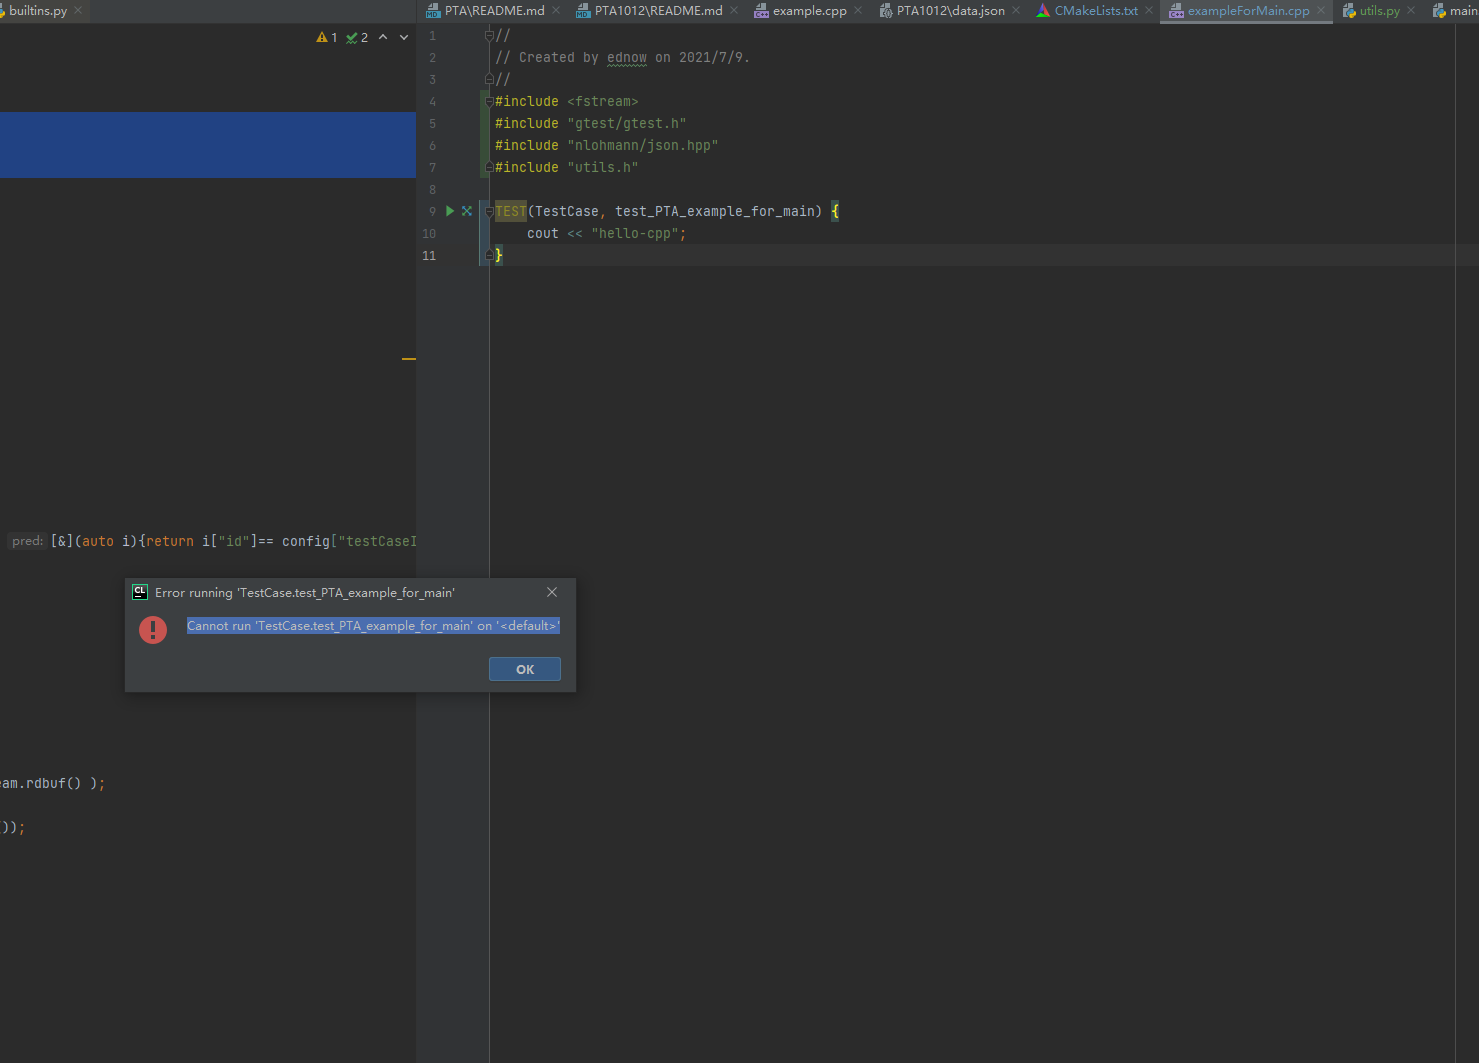 builtins.py
PTA\README.md
PTA1012\README.md
example.cpp
PTA1012\data.json
CMakeLists.txt
exampleForMain.cpp
utils.py
main
1 2
1 //
2 // Created by ednow on 2021/7/9.
3 //
4 #include <fstream>
5 #include "gtest/gtest.h"
6 #include "nlohmann/json.hpp"
7 #include "utils.h"
8
9 TEST(TestCase, test_PTA_example_for_main) {
10 cout << "hello-cpp";
11 }
pred: [&](auto i){return i["id"]== config["testCaseI
CL Error running 'TestCase.test_PTA_example_for_main'
Cannot run 'TestCase.test_PTA_example_for_main' on '<default>'
OK
eam.rdbuf() );
());